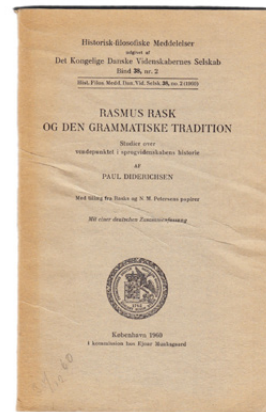 Historisk-filosofiske Meddelelser
udgivet af
Det Kongelige Danske Videnskabernes Selskab
Bind 38, nr. 2
Hist. Filos. Medd. Dan. Vid. Selsk. 38, no. 2 (1960)
RASMUS RASK
OG DEN GRAMMATISKE TRADITION
Studier over
vendepunktet i sprogvidenskabens historie
AF
PAUL DIDERICHSEN
Med tillæg fra Rasks og N. M. Petersens papirer
Mit einer deutschen Zusammenfassung
København 1960
I kommission hos Ejnar Munksgaard